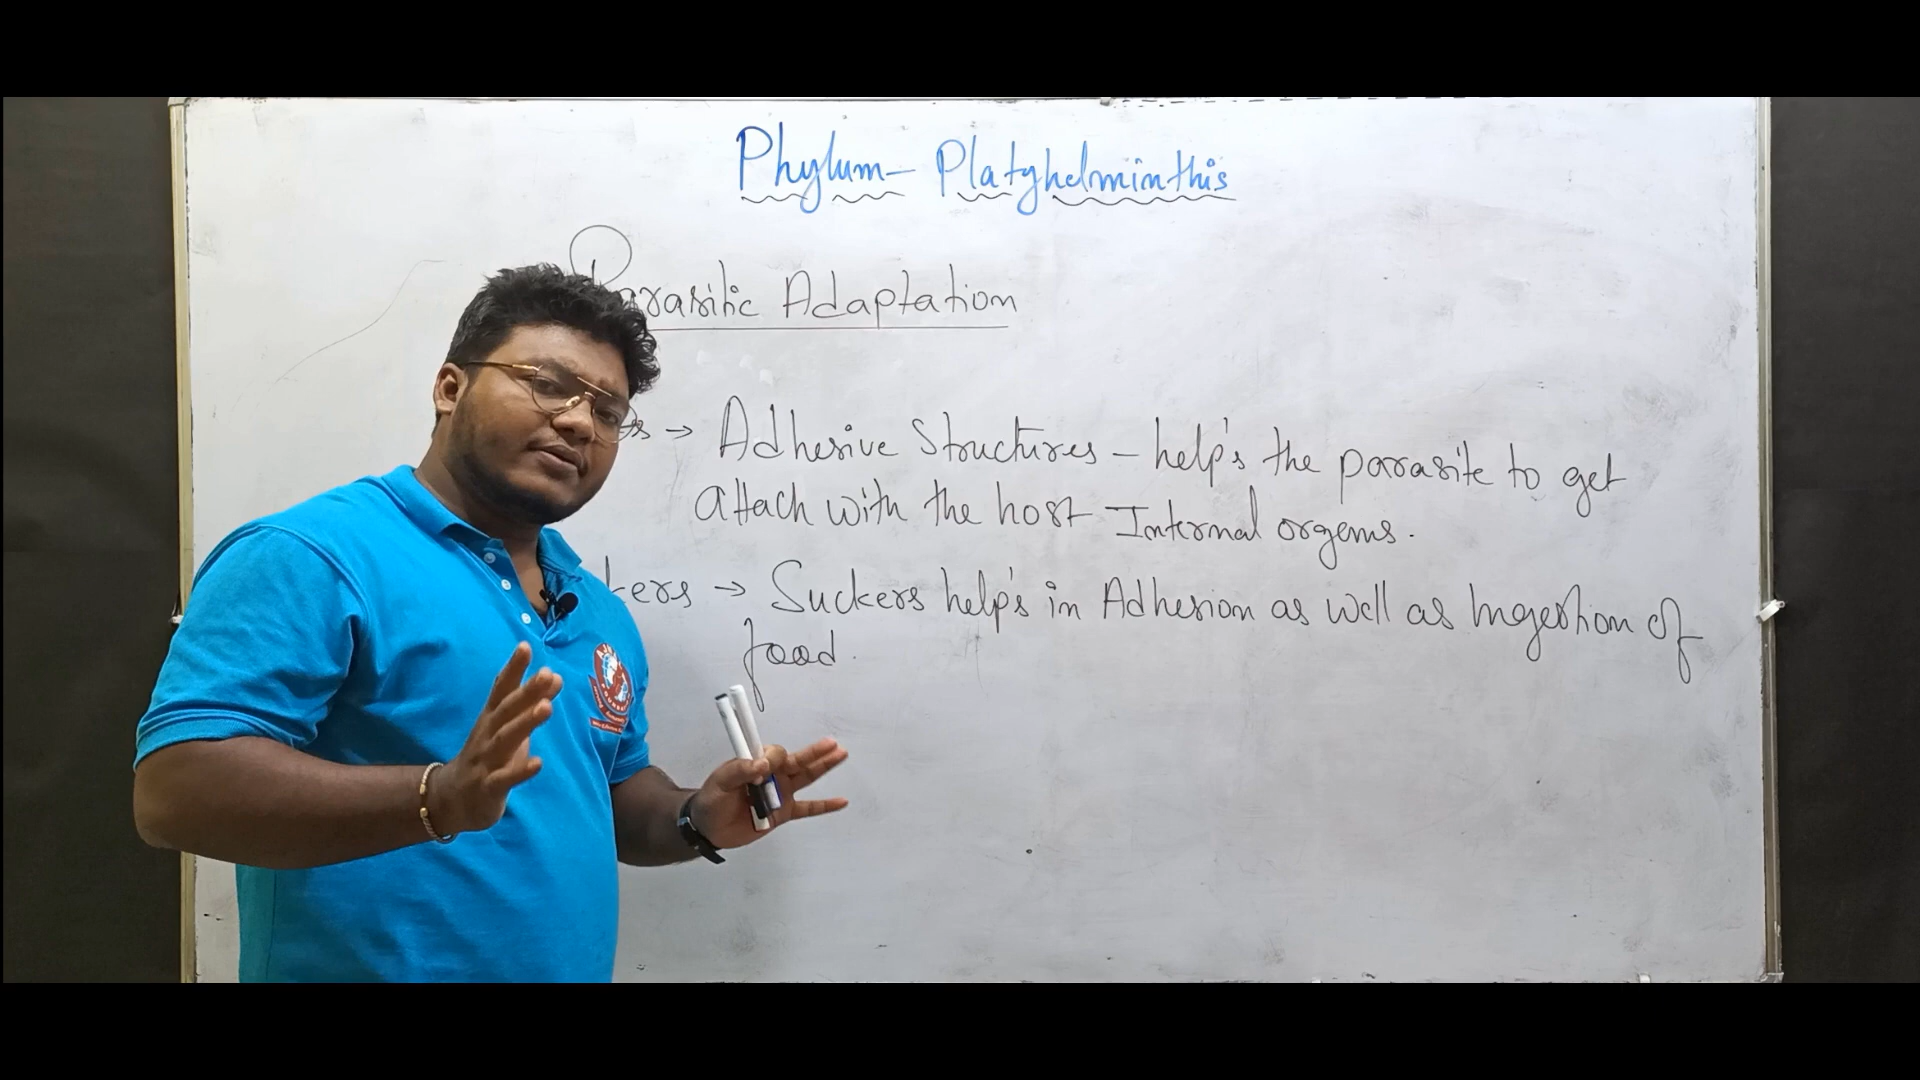 Phylum- Platyhelminthis
Parasitic Adaptation
→ Adhesive Structures - help's the parasite to get
attach with the host Internal organs.
→ Suckers help's in Adhesion as well as Ingestion of
food.